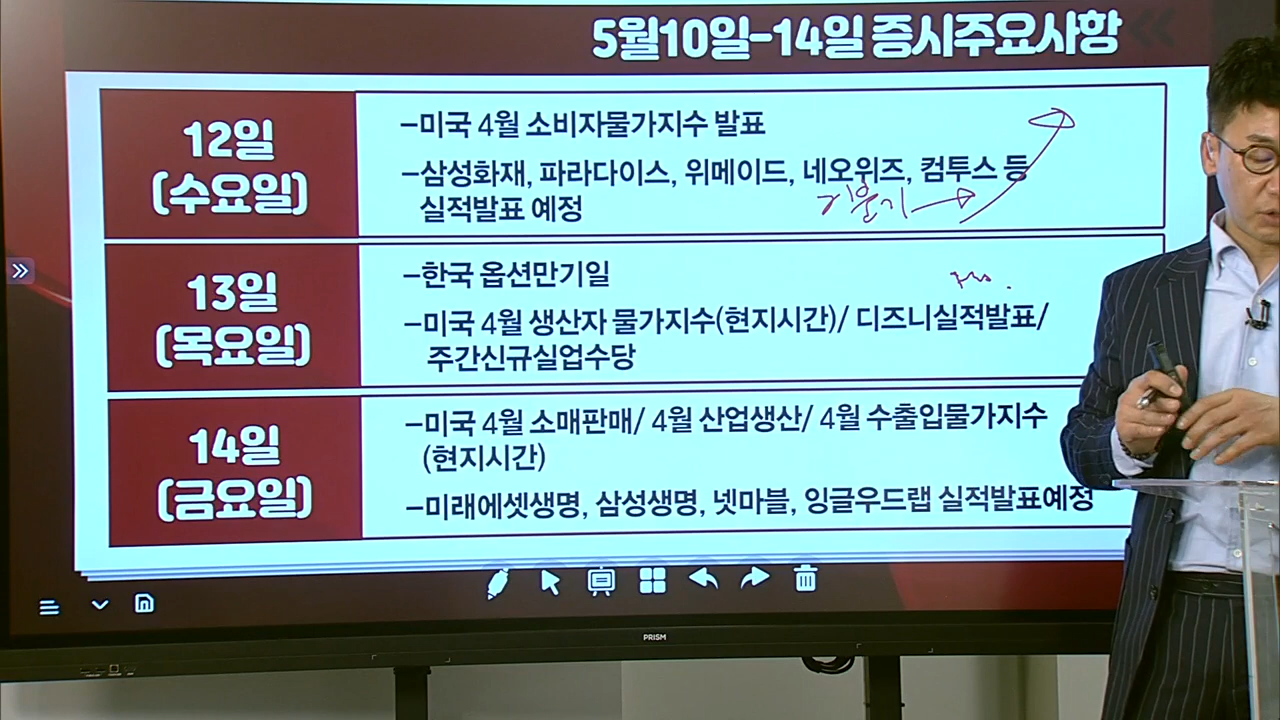 5월10일-14일 증시주요사항
12일
(수요일)
-미국 4월 소비자물가지수 발표
-삼성화재, 파라다이스, 위메이드, 네오위즈, 컴투스 등
실적발표 예정
기울기
13일
(목요일)
-한국 옵션만기일
-미국 4월 생산자 물가지수(현지시간)/ 디즈니실적발표/
주간신규실업수당
14일
(금요일)
-미국 4월 소매판매/ 4월 산업생산/ 4월 수출입물가지수
(현지시간)
-미래에셋생명, 삼성생명, 넷마블, 잉글우드랩 실적발표예정
PRISM